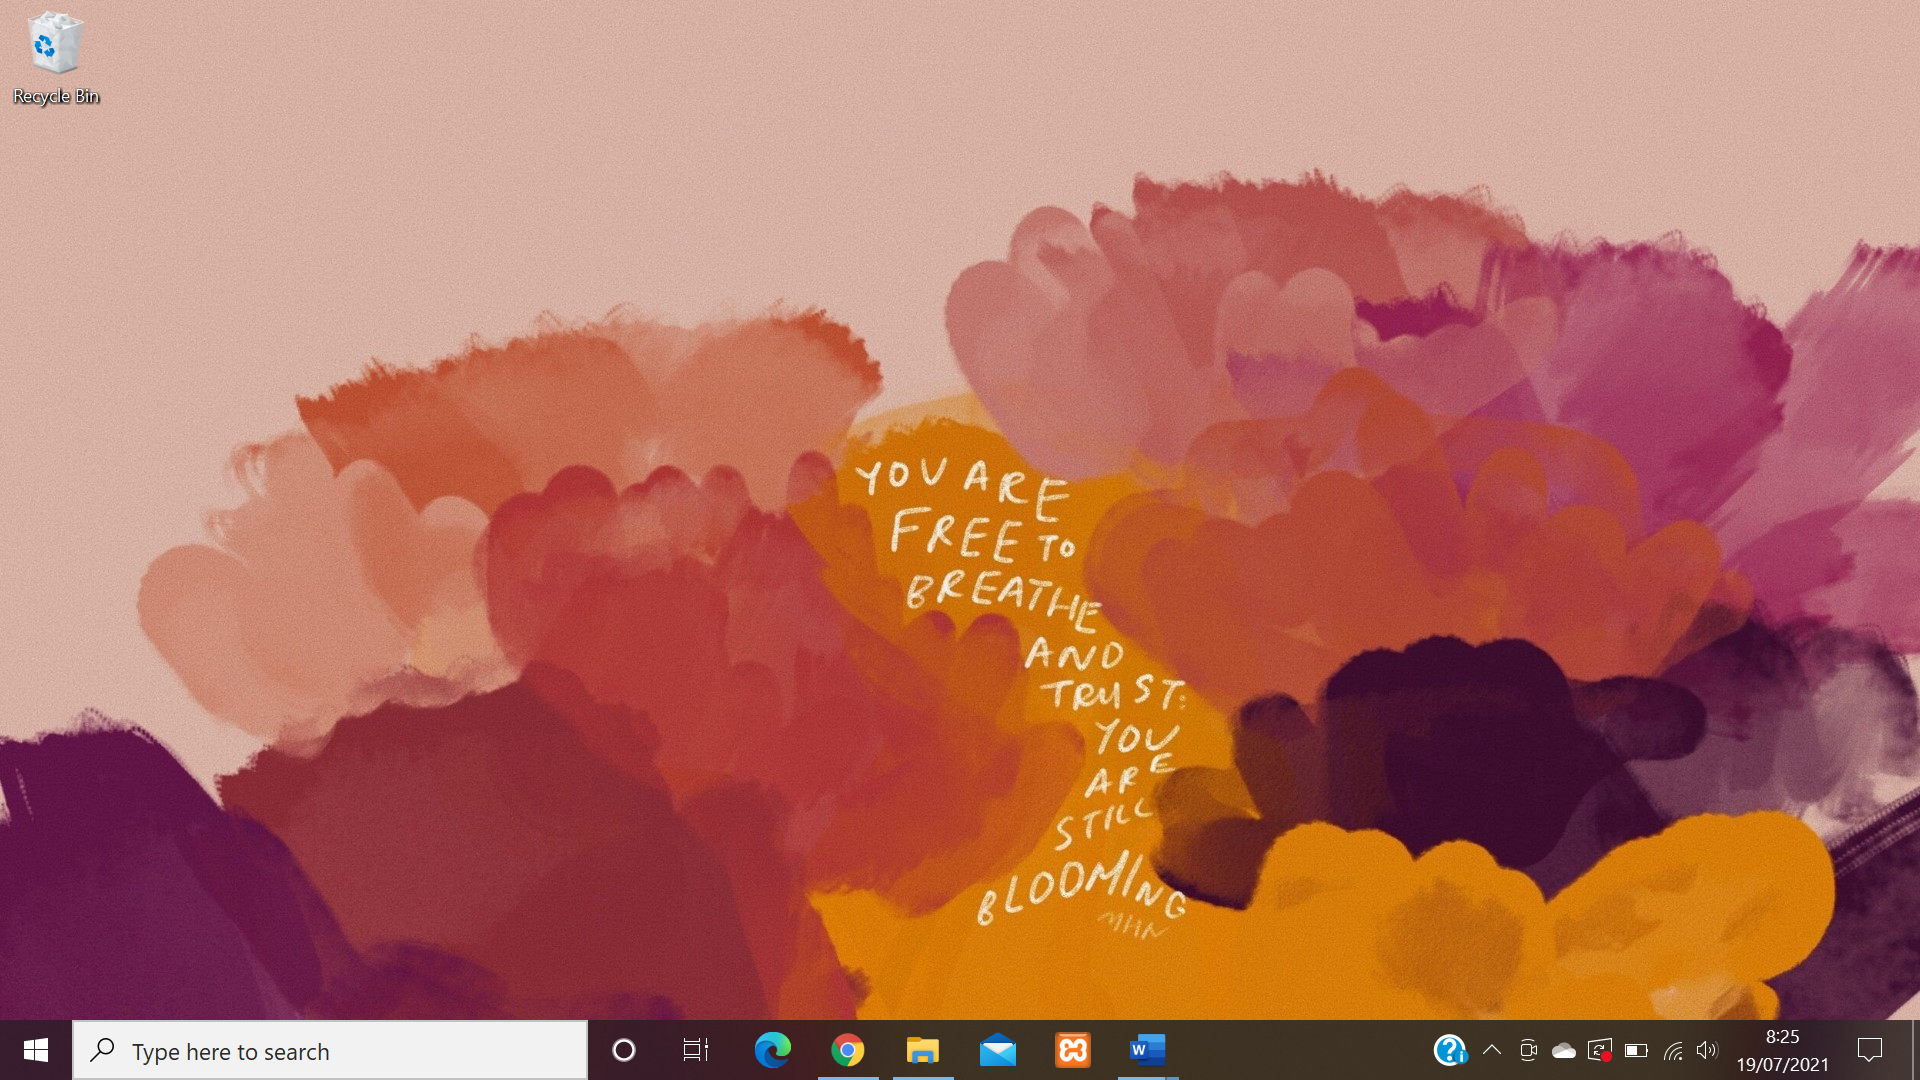 Recycle Bin
YOU ARE
FREE TO
BREATHE
AND
TRUST:
YOU
ARE
STILL
BLOOMING
MHN
Type here to search
8:25
19/07/2021